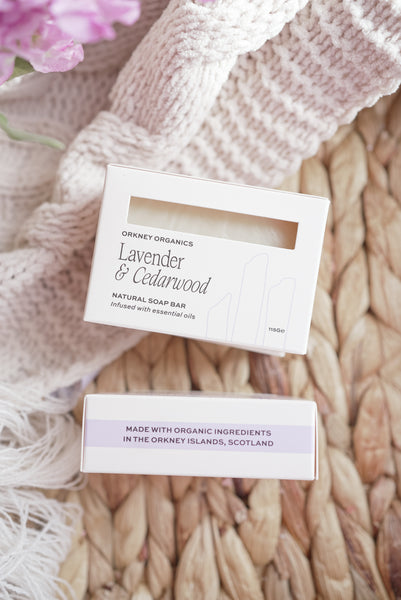 ORKNEY ORGANICS
Lavender
& Cedarwood
NATURAL SOAP BAR
Infused with essential oils
115Ge
MADE WITH ORGANIC INGREDIENTS
IN THE ORKNEY ISLANDS, SCOTLAND